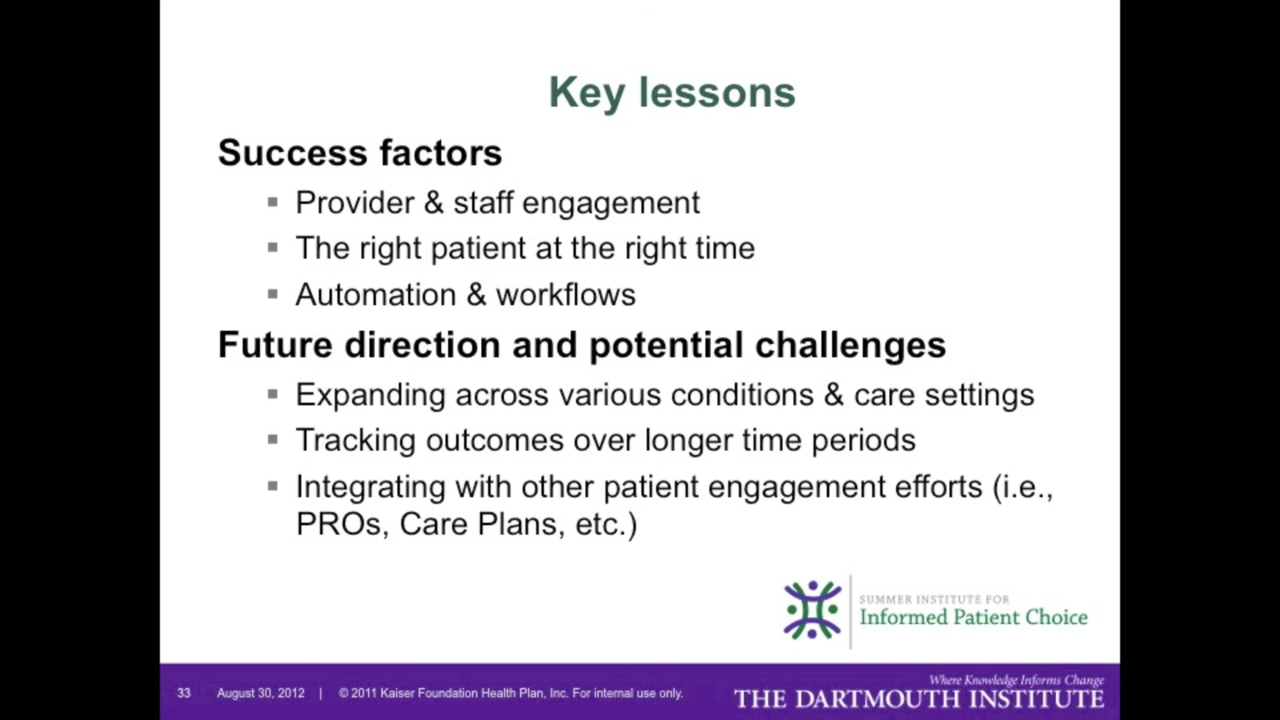 Key lessons
Success factors
Provider & staff engagement
The right patient at the right time
Automation & workflows
Future direction and potential challenges
Expanding across various conditions & care settings
Tracking outcomes over longer time periods
Integrating with other patient engagement efforts (i.e.,
PROs, Care Plans, etc.)
SUMMER INSTITUTE FOR
Informed Patient Choice
33 August 30, 2012 | © 2011 Kaiser Foundation Health Plan, Inc. For internal use only.
Where Knowledge Informs Change
THE DARTMOUTH INSTITUTE